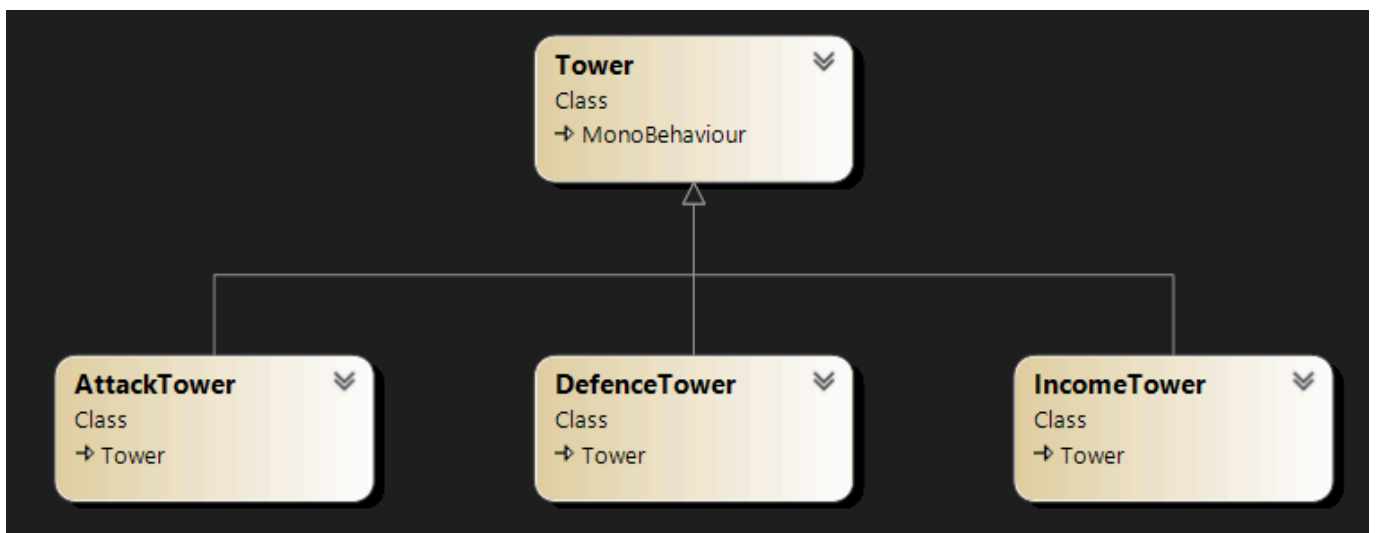 Tower
Class
MonoBehaviour
AttackTower
Class
Tower
DefenceTower
Class
Tower
IncomeTower
Class
Tower